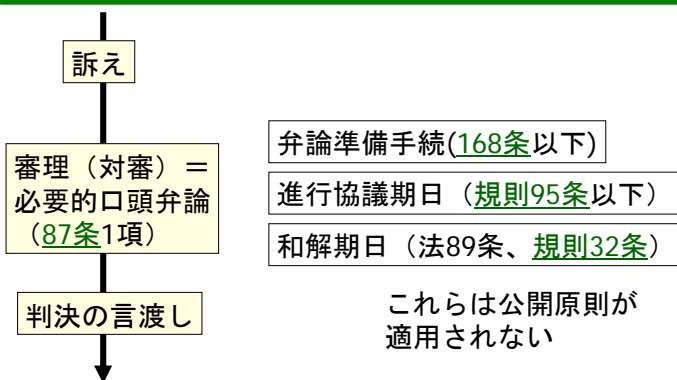 訴え
審理（対審）＝
必要的口頭弁論
（87条1項）
判決の言渡し
弁論準備手続(168条以下)
進行協議期日（規則95条以下）
和解期日（法89条、規則32条）
これらは公開原則が
適用されない